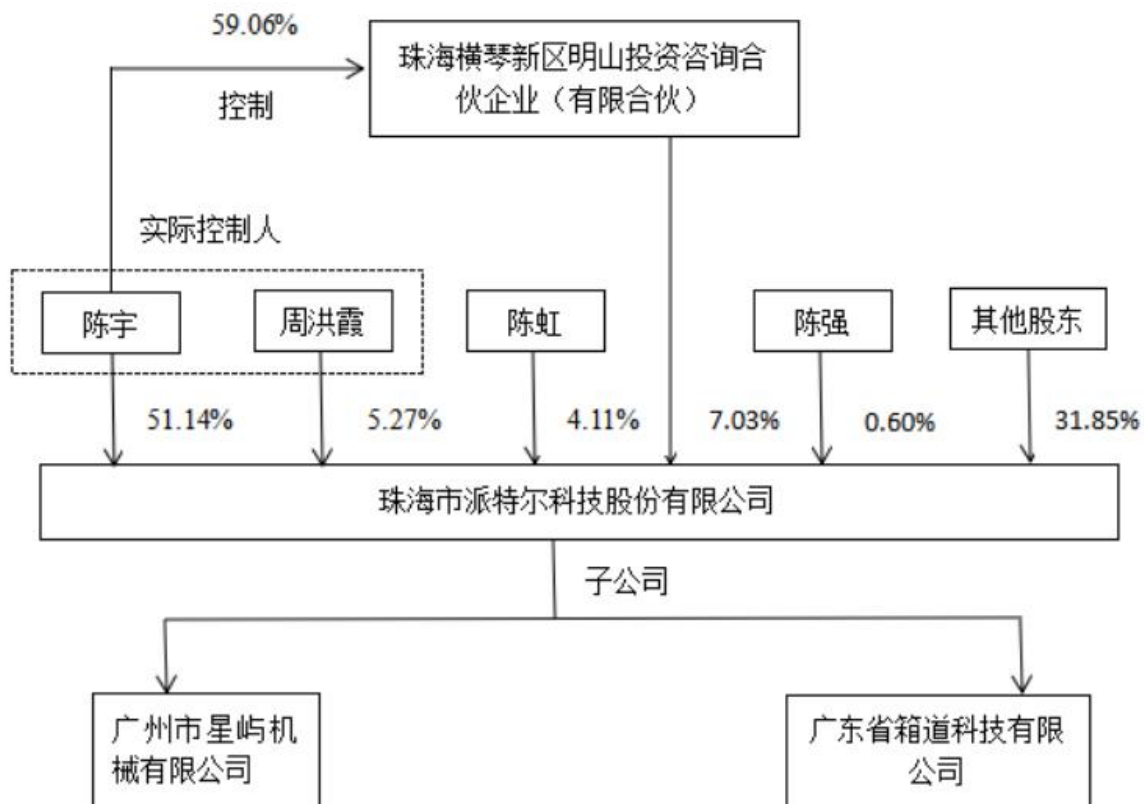 59.06%
珠海横琴新区明山投资咨询合
伙企业（有限合伙）
控制
实际控制人
陈宇
周洪霞
陈虹
陈强
其他股东
51.14%
5.27%
4.11%
7.03%
0.60%
31.85%
珠海市派特尔科技股份有限公司
子公司
广州市星屿机
械有限公司
广东省箱道科技有限
公司